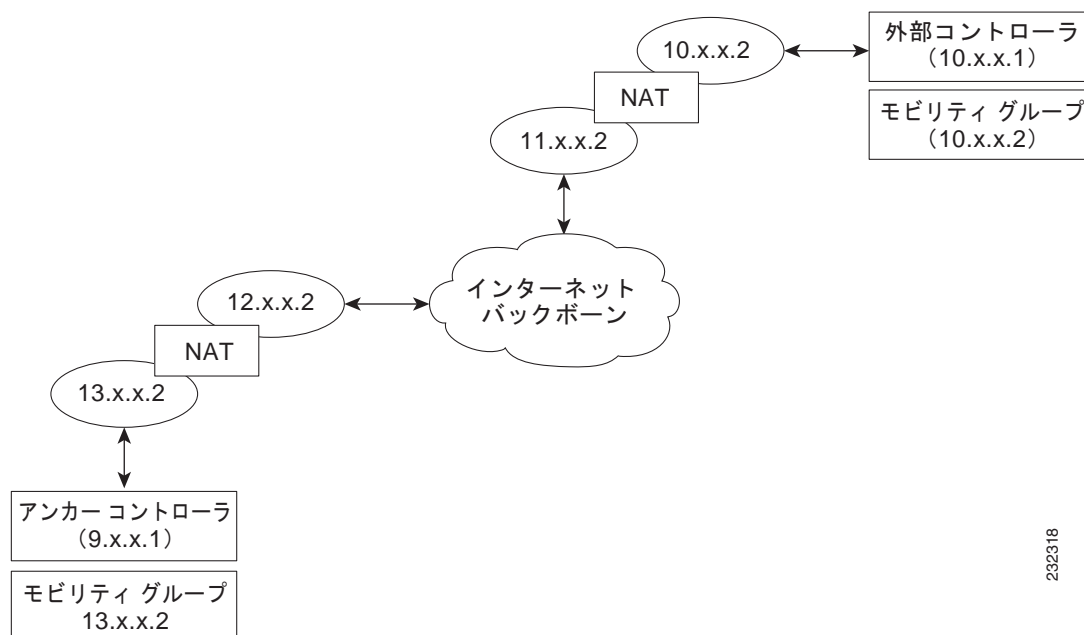 10.x.x.2
外部コントローラ
（10.x.x.1）
NAT
モビリティ グループ
（10.x.x.2）
11.x.x.2
インターネット
バックボーン
12.x.x.2
NAT
13.x.x.2
アンカー コントローラ
（9.x.x.1）
モビリティ グループ
13.x.x.2
232318